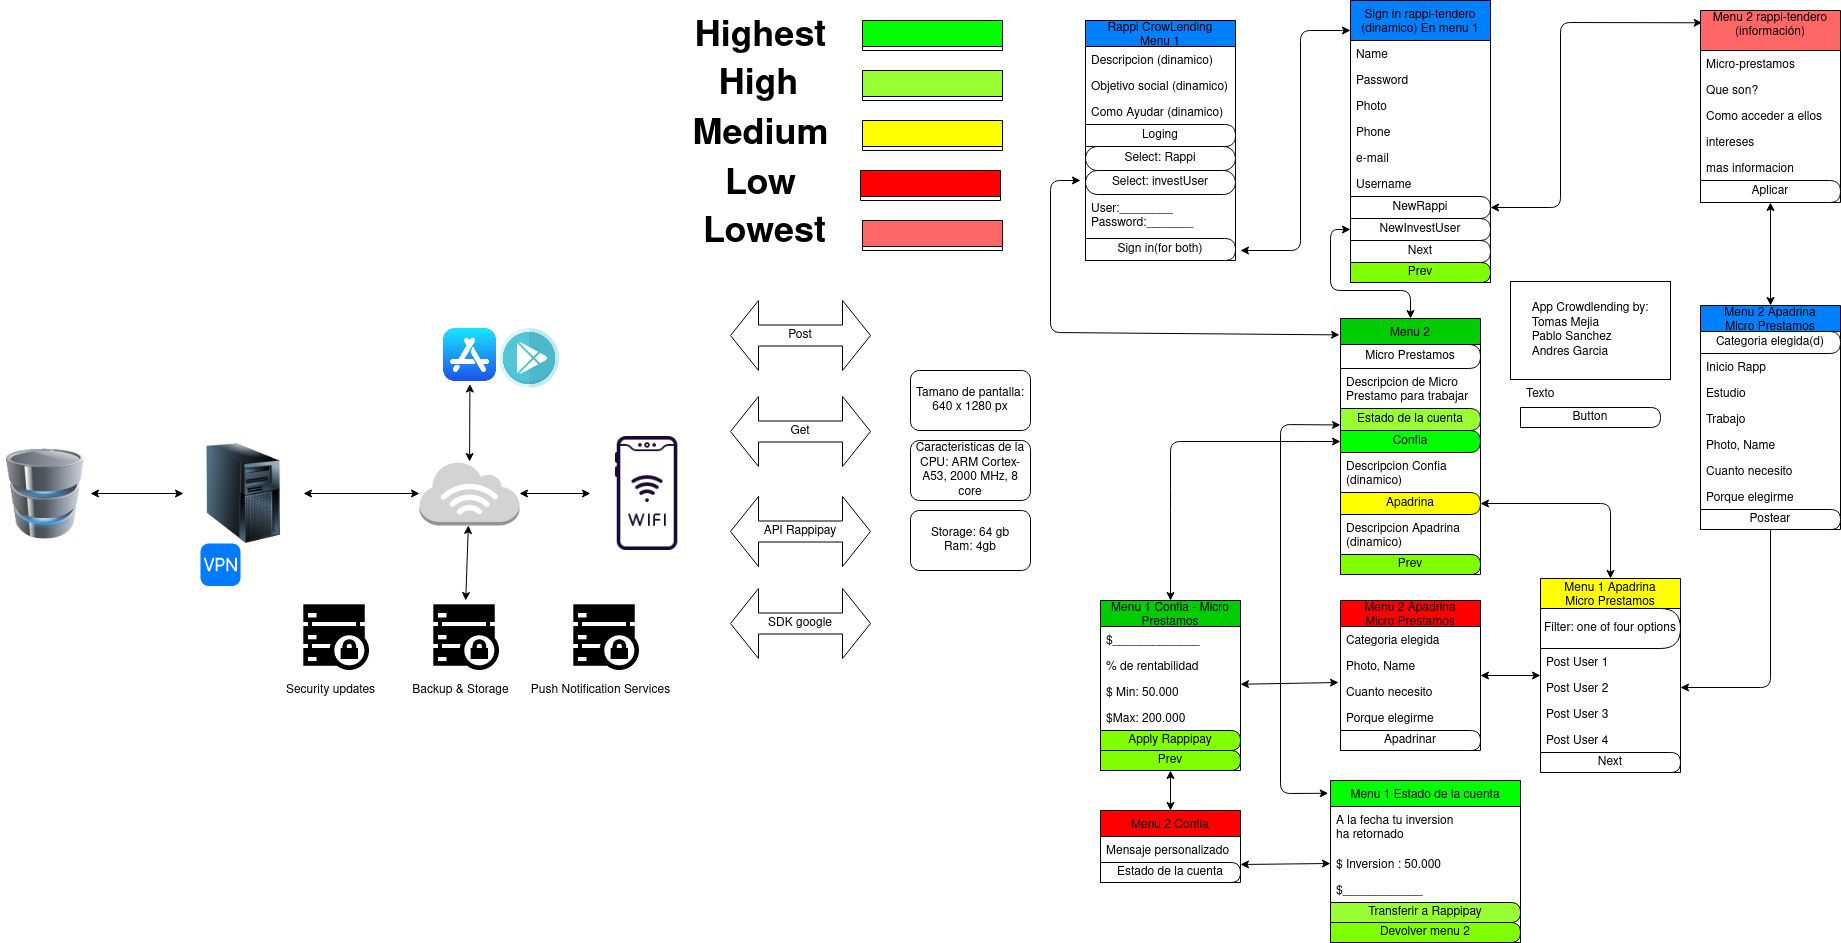 Highest
High
Medium
Low
Lowest
Post
Get
API Rappipay
SDK google
Tamano de pantalla:
640 x 1280 px
Caracteristicas de la
CPU: ARM Cortex-
A53, 2000 MHz, 8
core
Storage: 64 gb
Ram: 4gb
WIFI
VPN
Security updates
Backup & Storage
Push Notification Services
Rappi CrowLending
Menu 1
Descripcion (dinamico)
Objetivo social (dinamico)
Como Ayudar (dinamico)
Loging
Select: Rappi
Select: investUser
User:________
Password:_______
Sign in(for both)
Sign in rappi-tendero
(dinamico) En menu 1
Name
Password
Photo
Phone
e-mail
Username
NewRappi
NewInvestUser
Next
Prev
Menu 2 rappi-tendero
(información)
Micro-prestamos
Que son?
Como acceder a ellos
intereses
mas informacion
Aplicar
App Crowdlending by:
Tomas Mejia
Pablo Sanchez
Andres Garcia
Texto
Button
Menu 2 Apadrina
Micro Prestamos
Categoria elegida(d)
Inicio Rapp
Estudio
Trabajo
Photo, Name
Cuanto necesito
Porque elegirme
Postear
Menu 2
Micro Prestamos
Descripcion de Micro
Prestamo para trabajar
Estado de la cuenta
Confia
Descripcion Confia
(dinamico)
Apadrina
Descripcion Apadrina
(dinamico)
Prev
Menu 1 Confia - Micro
Prestamos
$_____________
% de rentabilidad
$ Min: 50.000
$Max: 200.000
Apply Rappipay
Prev
Menu 2 Apadrina
Micro Prestamos
Categoria elegida
Photo, Name
Cuanto necesito
Porque elegirme
Apadrinar
Menu 1 Apadrina
Micro Prestamos
Filter: one of four options
Post User 1
Post User 2
Post User 3
Post User 4
Next
Menu 2 Confia
Mensaje personalizado
Estado de la cuenta
Menu 1 Estado de la cuenta
A la fecha tu inversion
ha retornado
$ Inversion : 50.000
$____________
Transferir a Rappipay
Devolver menu 2